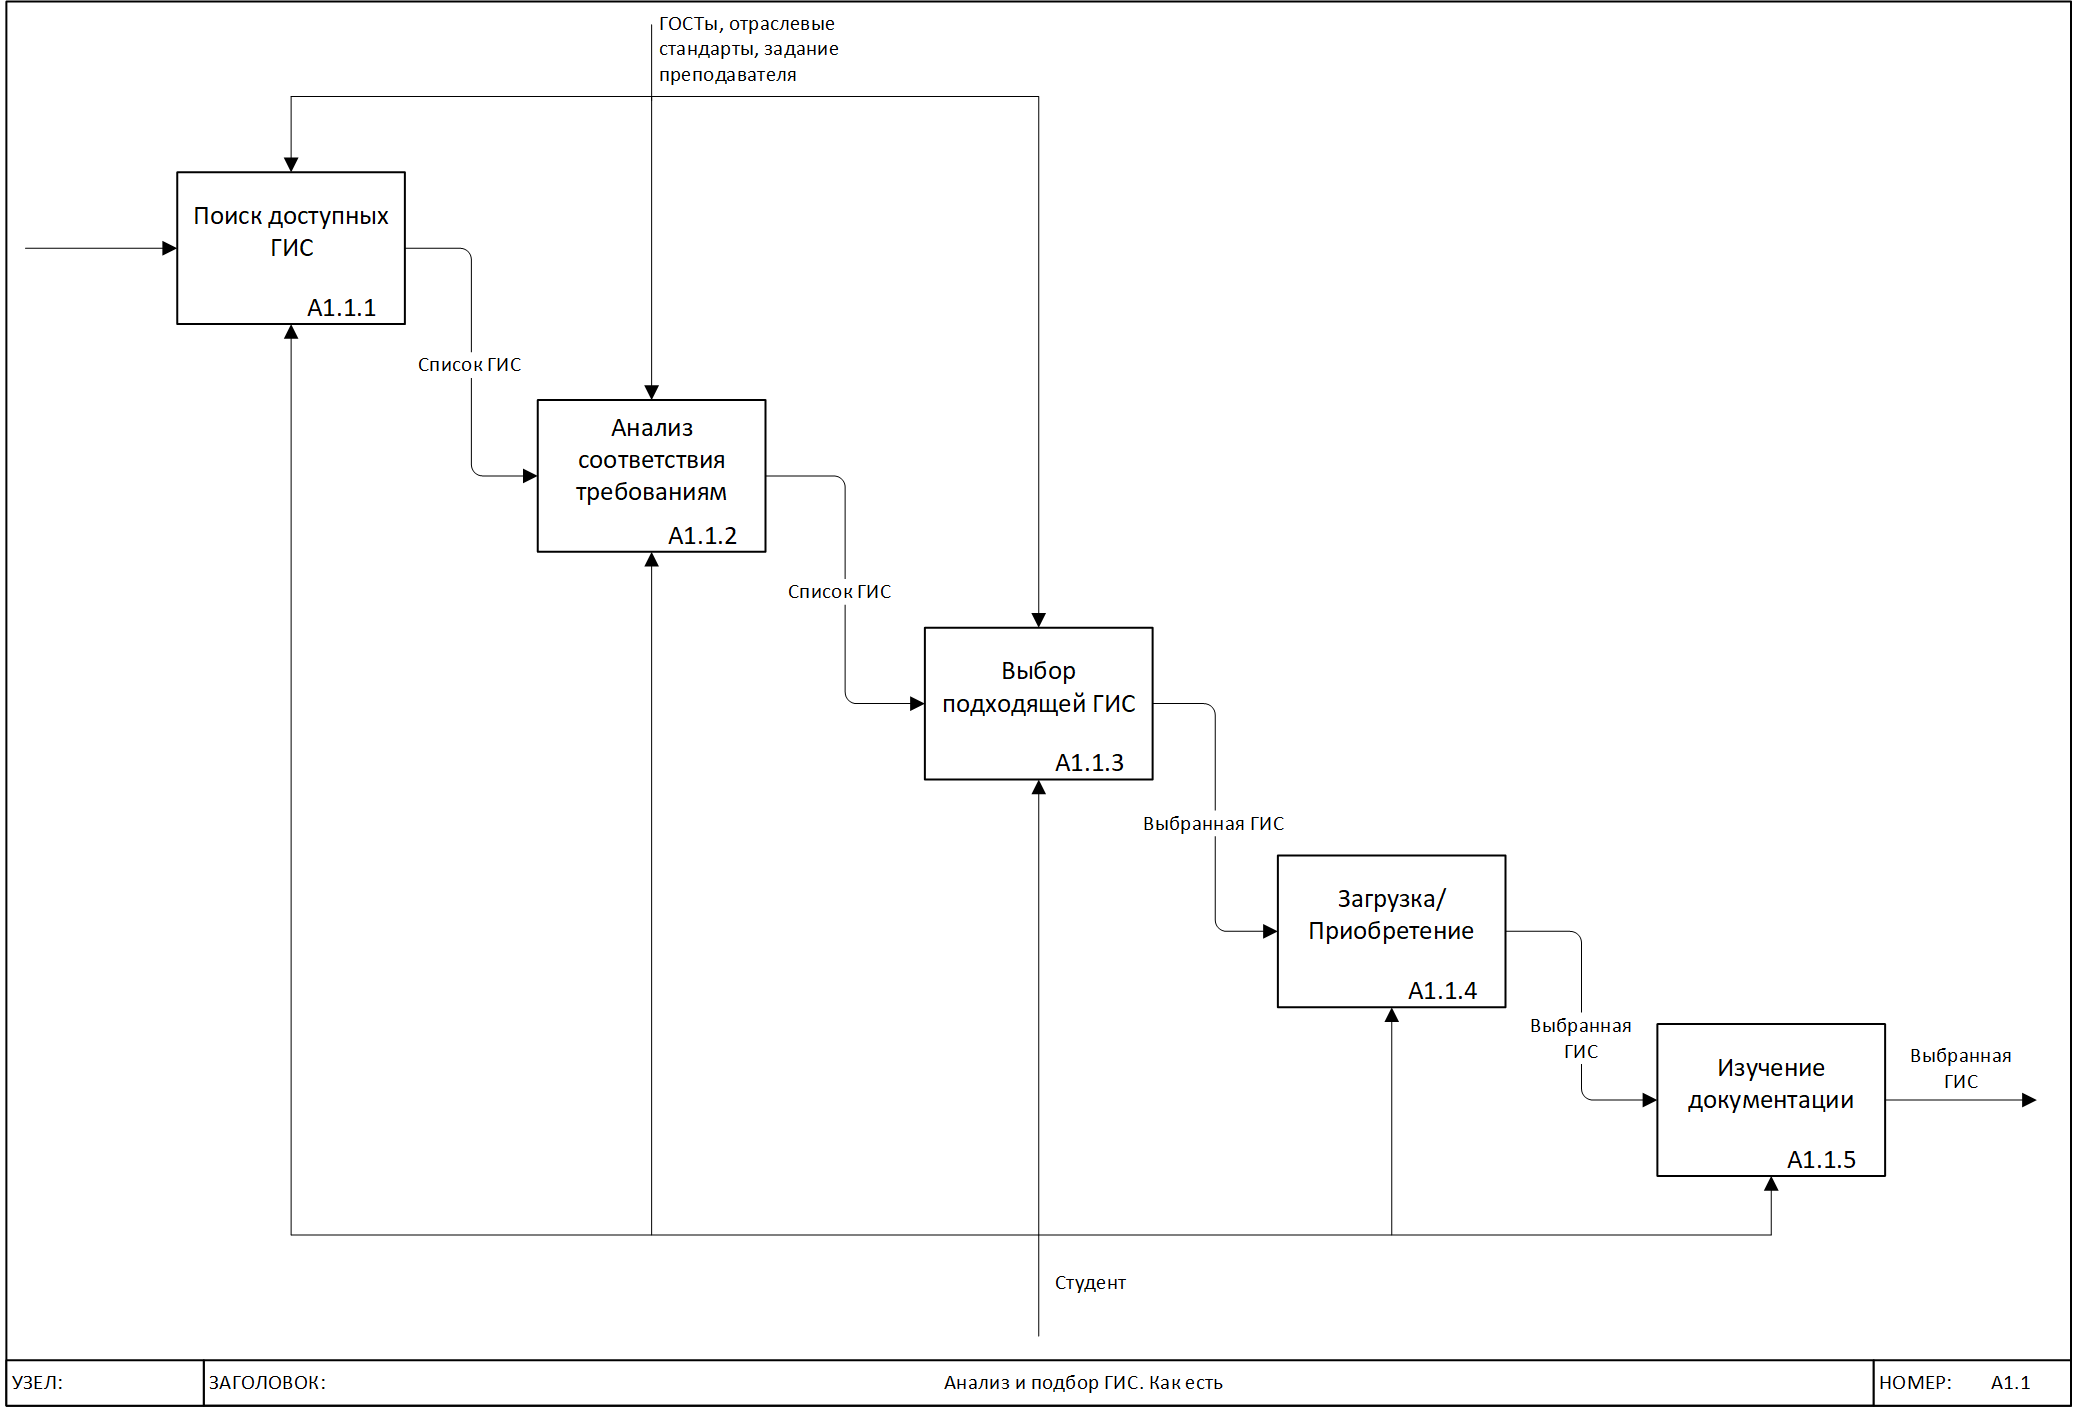 ГОСТы, отраслевые
стандарты, задание
преподавателя
Поиск доступных
ГИС
А1.1.1
Список ГИС
Анализ
соответствия
требованиям
А1.1.2
Список ГИС
Выбор
подходящей ГИС
А1.1.3
Выбранная ГИС
Загрузка/
Приобретение
А1.1.4
Выбранная
ГИС
Изучение
документации
А1.1.5
Выбранная
ГИС
Студент
УЗЕЛ:
ЗАГОЛОВОК:
Анализ и подбор ГИС. Как есть
НОМЕР:
А1.1